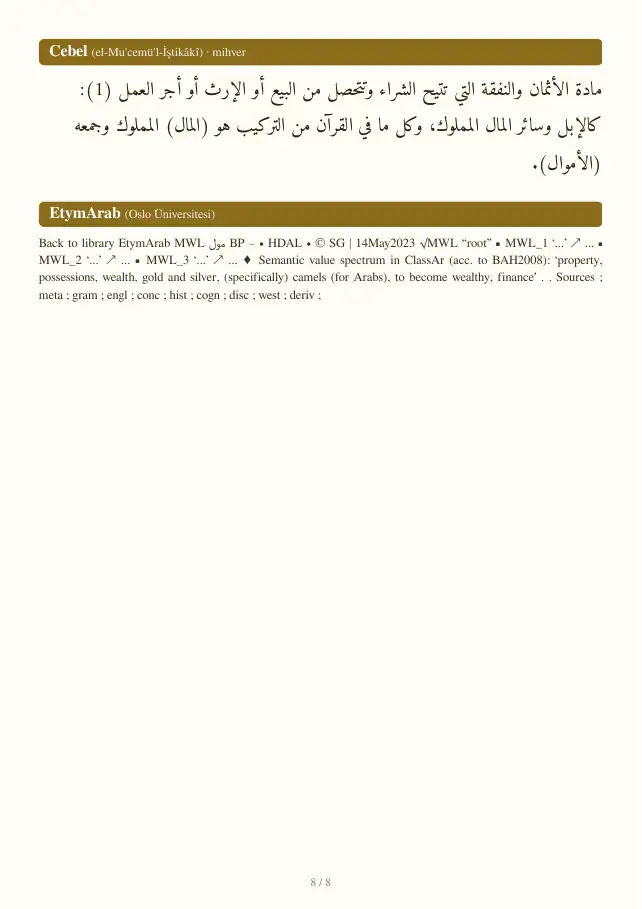 Cebel (el-Mu'cemü'l-İştikâkî) · mihver
مادة الأثمان والنفقة التي تتيح الشراء وتتحصل من البيع أو الإرث أو أجر العمل (1):
كالإبل وسائر المال المملوك، وكل ما في القرآن من التركيب هو (المال) المملوك وجمعه
(الأموال).
EtymArab (Oslo Üniversitesi)
Back to library EtymArab MWL مول BP – • HDAL • © SG | 14May2023 √MWL “root” ▪ MWL_1 ‘...’ ↗ ... ▪
MWL_2 ‘...’ ↗ ... ▪ MWL_3 ‘...’ ↗ ... ♦ Semantic value spectrum in ClassAr (acc. to BAH2008): ‘property,
possessions, wealth, gold and silver, (specifically) camels (for Arabs), to become wealthy, finance’ . . Sources ;
meta ; gram ; engl ; conc ; hist ; cogn ; disc ; west ; deriv ;
8 / 8